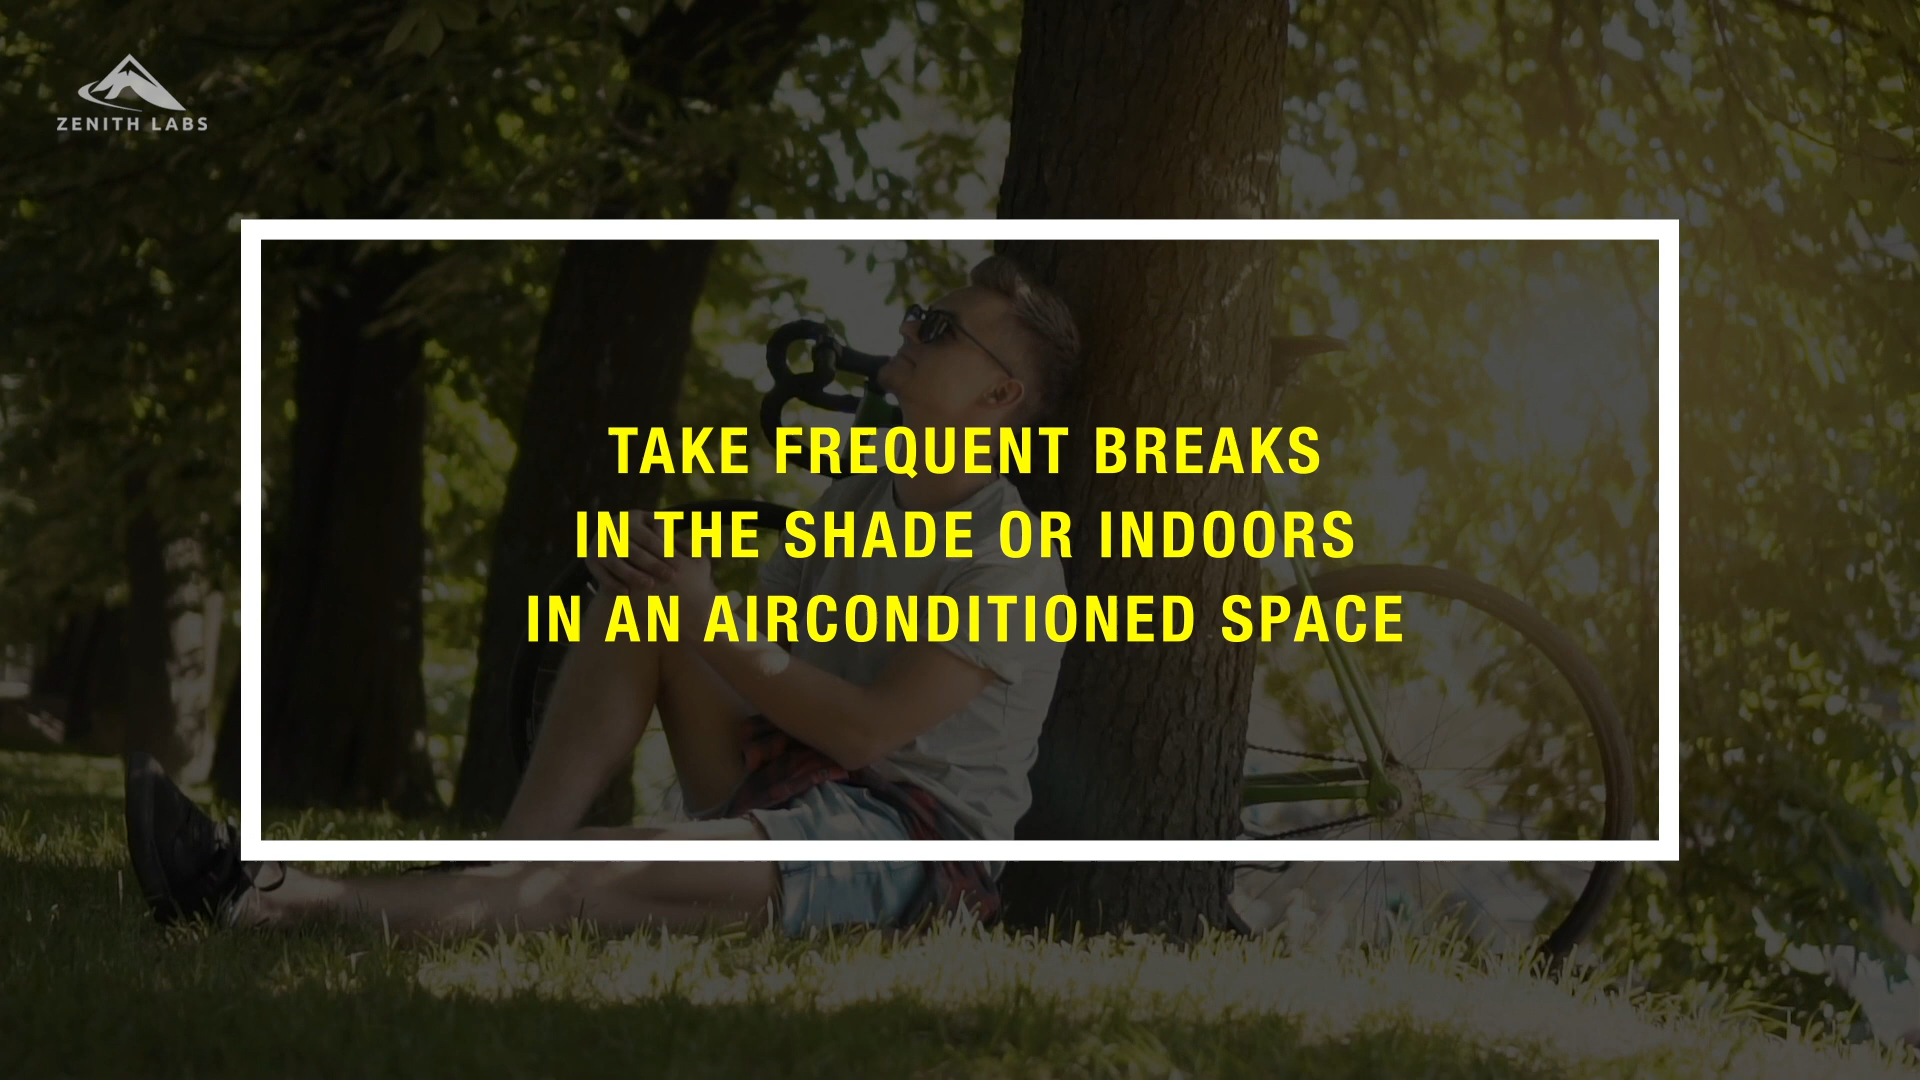 ZENITH LABS
TAKE FREQUENT BREAKS
IN THE SHADE OR INDOORS
IN AN AIRCONDITIONED SPACE